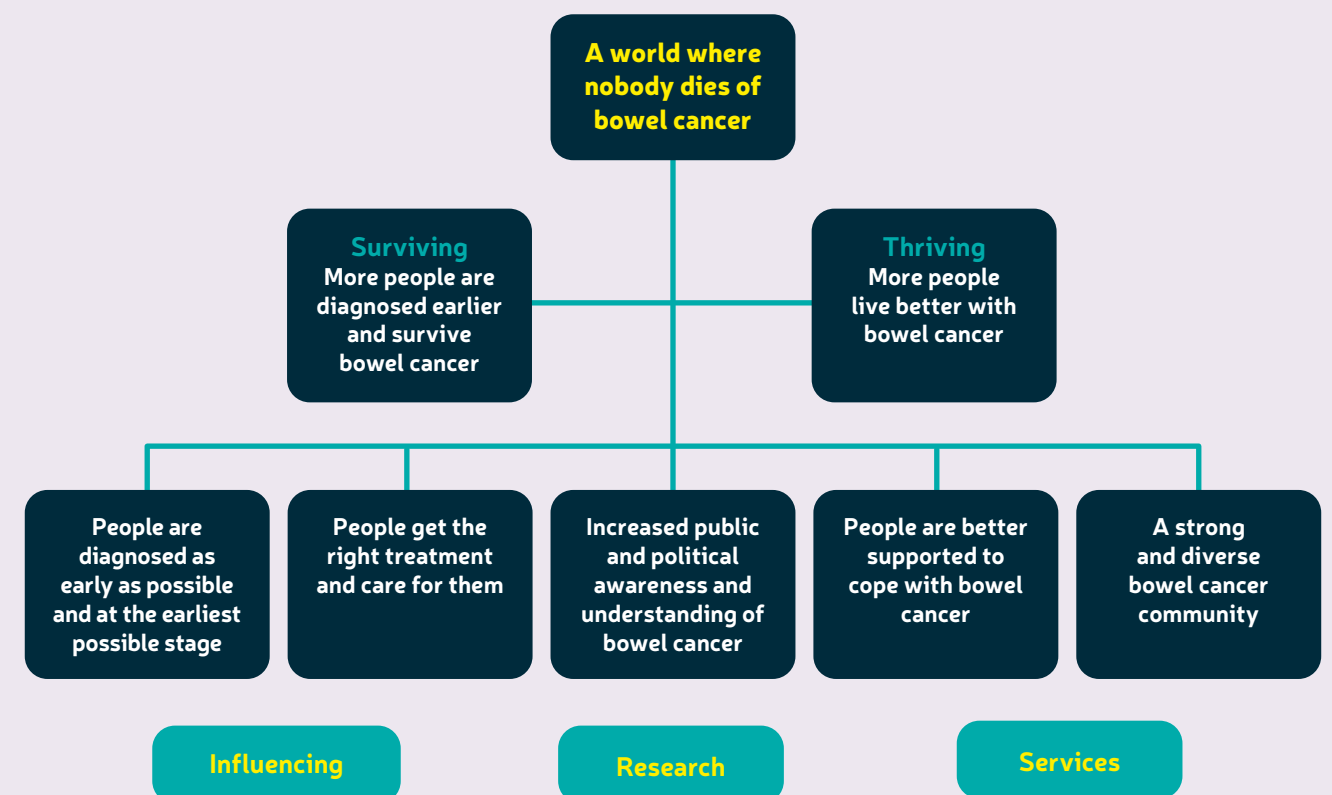 A world where
nobody dies of
bowel cancer
Surviving
More people are
diagnosed earlier
and survive
bowel cancer
Thriving
More people
live better with
bowel cancer
People are
diagnosed as
early as possible
and at the earliest
possible stage
People get the
right treatment
and care for them
Increased public
and political
awareness and
understanding of
bowel cancer
People are better
supported to
cope with bowel
cancer
A strong
and diverse
bowel cancer
community
Influencing
Research
Services